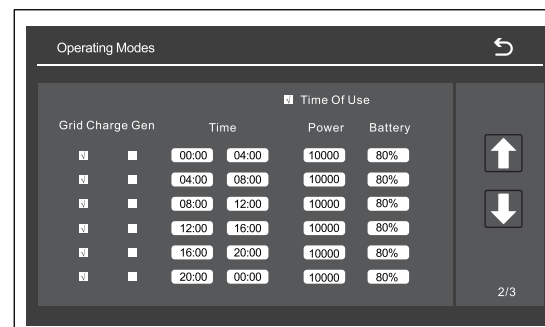 Operating Modes
√ Time Of Use
Grid Charge Gen Time Power Battery
√ 00:00 04:00 10000 80%
√ 04:00 08:00 10000 80%
√ 08:00 12:00 10000 80%
√ 12:00 16:00 10000 80%
√ 16:00 20:00 10000 80%
√ 20:00 00:00 10000 80%
2/3